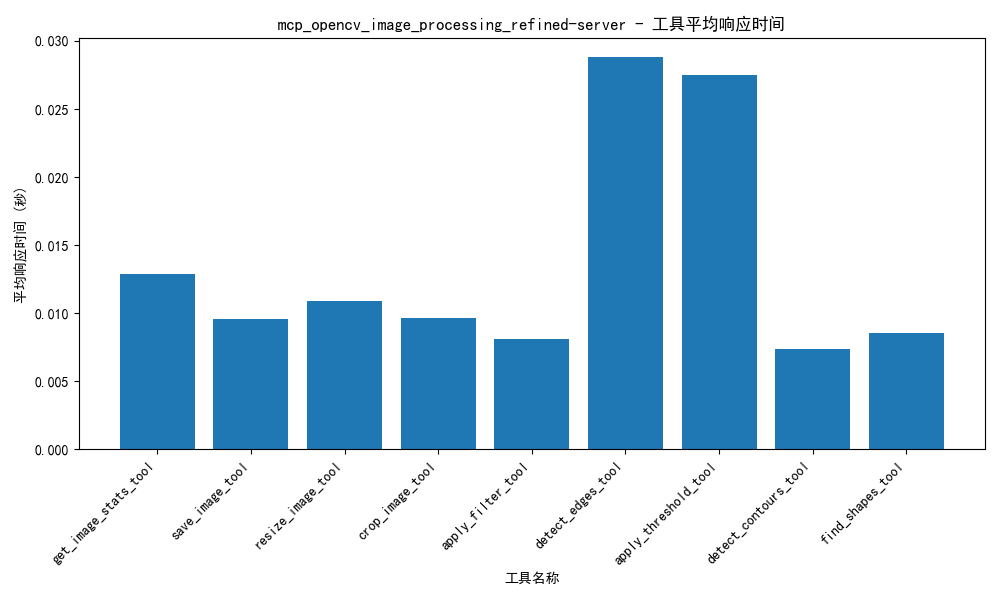 mcp_opencv_image_processing_refined-server - 工具平均响应时间
平均响应时间 (秒)
0.030
0.025
0.020
0.015
0.010
0.005
0.000
get_image_stats_tool
save_image_tool
resize_image_tool
crop_image_tool
apply_filter_tool
detect_edges_tool
apply_threshold_tool
detect_contours_tool
find_shapes_tool
工具名称